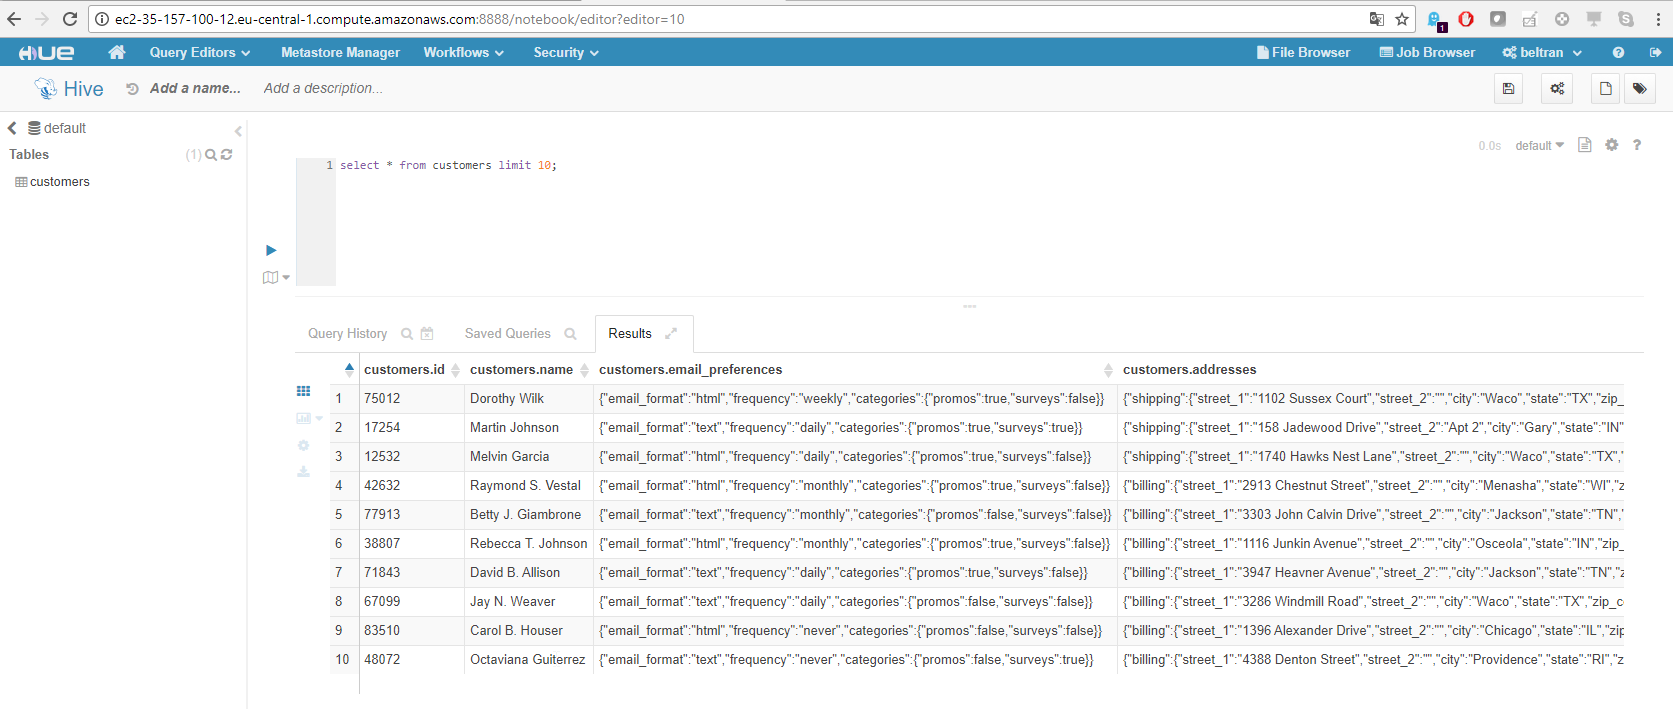 ec2-35-157-100-12.eu-central-1.compute.amazonaws.com:8888/notebook/editor?editor=10
1
HUE Query Editors Metastore Manager Workflows Security File Browser Job Browser beltran ?
Hive Add a name... Add a description...
default
Tables (1)
customers
0.0s default ?
1 select * from customers limit 10;
Query History Saved Queries Results
customers.id customers.name customers.email_preferences customers.addresses
1 75012 Dorothy Wilk {"email_format":"html","frequency":"weekly","categories":{"promos":true,"surveys":false}} {"shipping":{"street_1":"1102 Sussex Court","street_2":"","city":"Waco","state":"TX","zip_
2 17254 Martin Johnson {"email_format":"text","frequency":"daily","categories":{"promos":true,"surveys":true}} {"shipping":{"street_1":"158 Jadewood Drive","street_2":"Apt 2","city":"Gary","state":"IN"
3 12532 Melvin Garcia {"email_format":"html","frequency":"daily","categories":{"promos":true,"surveys":false}} {"shipping":{"street_1":"1740 Hawks Nest Lane","street_2":"","city":"Waco","state":"TX","
4 42632 Raymond S. Vestal {"email_format":"html","frequency":"monthly","categories":{"promos":true,"surveys":false}} {"billing":{"street_1":"2913 Chestnut Street","street_2":"","city":"Menasha","state":"WI","z
5 77913 Betty J. Giambrone {"email_format":"text","frequency":"monthly","categories":{"promos":false,"surveys":false}} {"billing":{"street_1":"3303 John Calvin Drive","street_2":"","city":"Jackson","state":"TN","
6 38807 Rebecca T. Johnson {"email_format":"html","frequency":"monthly","categories":{"promos":true,"surveys":false}} {"billing":{"street_1":"1116 Junkin Avenue","street_2":"","city":"Osceola","state":"IN","zip_
7 71843 David B. Allison {"email_format":"text","frequency":"daily","categories":{"promos":true,"surveys":false}} {"billing":{"street_1":"3947 Heavner Avenue","street_2":"","city":"Jackson","state":"TN","z
8 67099 Jay N. Weaver {"email_format":"text","frequency":"daily","categories":{"promos":false,"surveys":false}} {"billing":{"street_1":"3286 Windmill Road","street_2":"","city":"Waco","state":"TX","zip_c
9 83510 Carol B. Houser {"email_format":"html","frequency":"never","categories":{"promos":false,"surveys":false}} {"billing":{"street_1":"1396 Alexander Drive","street_2":"","city":"Chicago","state":"IL","zip
10 48072 Octaviana Guiterrez {"email_format":"text","frequency":"never","categories":{"promos":false,"surveys":true}} {"billing":{"street_1":"4388 Denton Street","street_2":"","city":"Providence","state":"RI","z